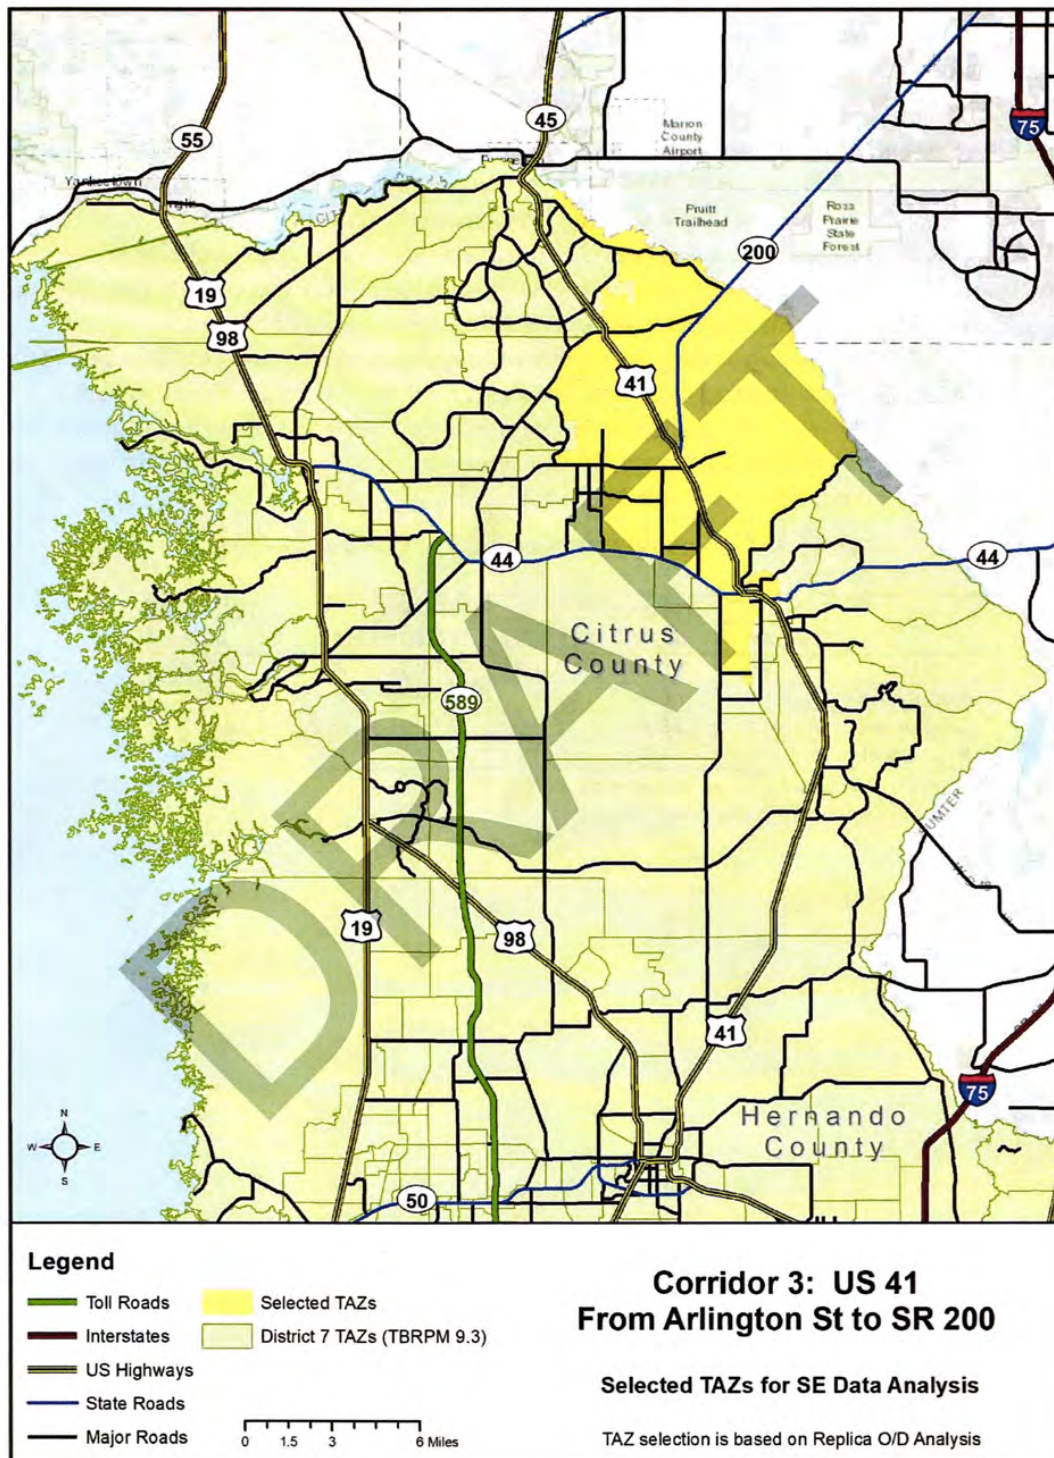 55
45
75
Marion
County
Airport
Yankeetown
Pruitt
Trailhead
Ross
Prairie
State
Forest
200
19
98
41
44
44
Citrus
County
589
SUMTER
19
98
41
75
Hernando
County
N
W E
S
50
DRAFT
Legend
Toll Roads
Interstates
US Highways
State Roads
Major Roads
Selected TAZs
District 7 TAZs (TBRPM 9.3)
0 1.5 3 6 Miles
Corridor 3: US 41
From Arlington St to SR 200
Selected TAZs for SE Data Analysis
TAZ selection is based on Replica O/D Analysis